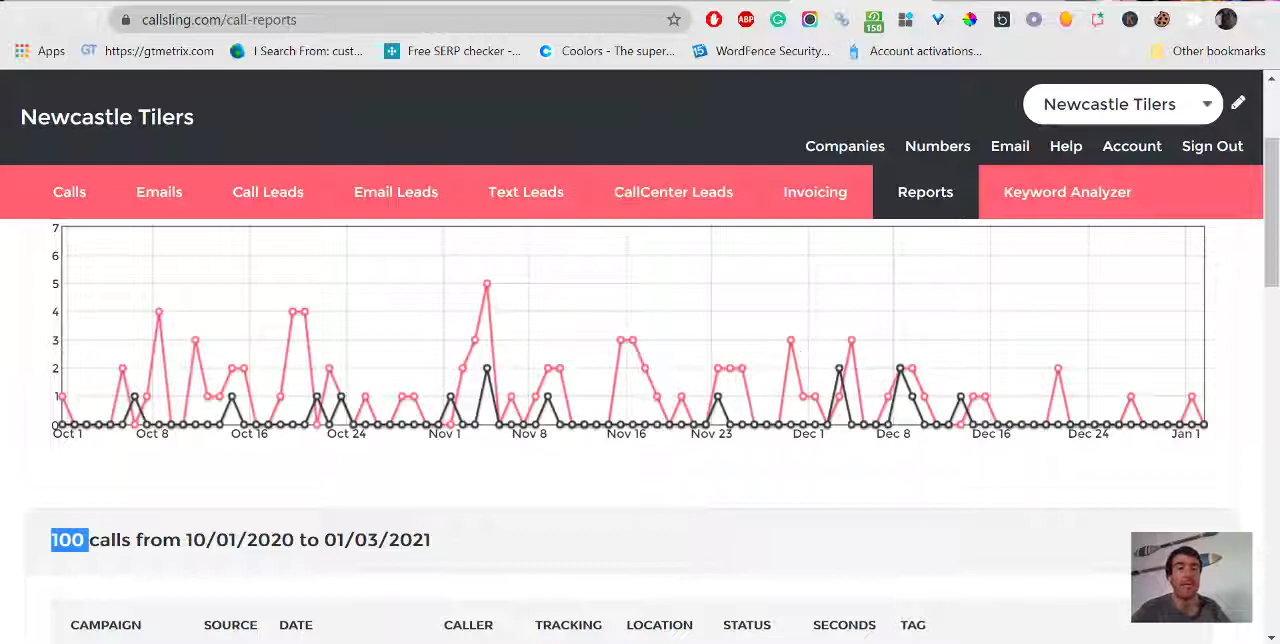 callsling.com/call-reports
ABP
150
Apps
GT https://gtmetrix.com
I Search From: cust...
Free SERP checker -...
Coolors - The super...
WordFence Security...
Account activations...
Other bookmarks
Newcastle Tilers
Newcastle Tilers
Companies Numbers Email Help Account Sign Out
Calls Emails Call Leads Email Leads Text Leads CallCenter Leads Invoicing Reports Keyword Analyzer
7
6
5
4
3
2
1
0
Oct 1 Oct 8 Oct 16 Oct 24 Nov 1 Nov 8 Nov 16 Nov 23 Dec 1 Dec 8 Dec 16 Dec 24 Jan 1
100 calls from 10/01/2020 to 01/03/2021
CAMPAIGN SOURCE DATE CALLER TRACKING LOCATION STATUS SECONDS TAG